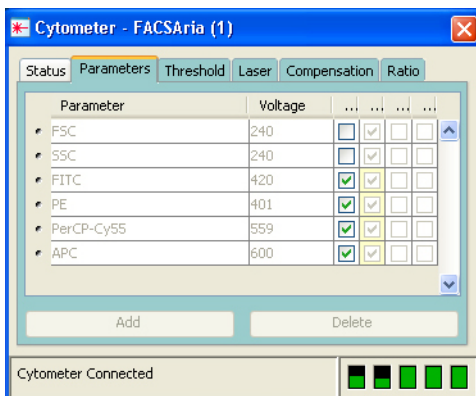 Cytometer - FACSAria (1)
Status Parameters Threshold Laser Compensation Ratio
Parameter Voltage ... ... ... ...
FSC 240
SSC 240
FITC 420
PE 401
PerCP-Cy55 559
APC 600
Add Delete
Cytometer Connected